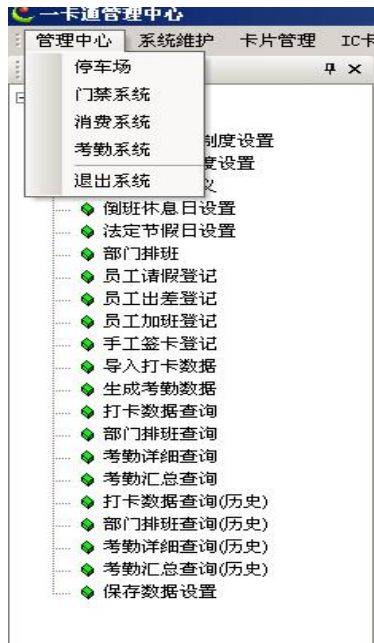 一卡通管理中心
管理中心 系统维护 卡片管理 IC卡
停车场
门禁系统
消费系统
考勤系统
退出系统
制度设置
度设置
义
倒班休息日设置
法定节假日设置
部门排班
员工请假登记
员工出差登记
员工加班登记
手工签卡登记
导入打卡数据
生成考勤数据
打卡数据查询
部门排班查询
考勤详细查询
考勤汇总查询
打卡数据查询(历史)
部门排班查询(历史)
考勤详细查询(历史)
考勤汇总查询(历史)
保存数据设置